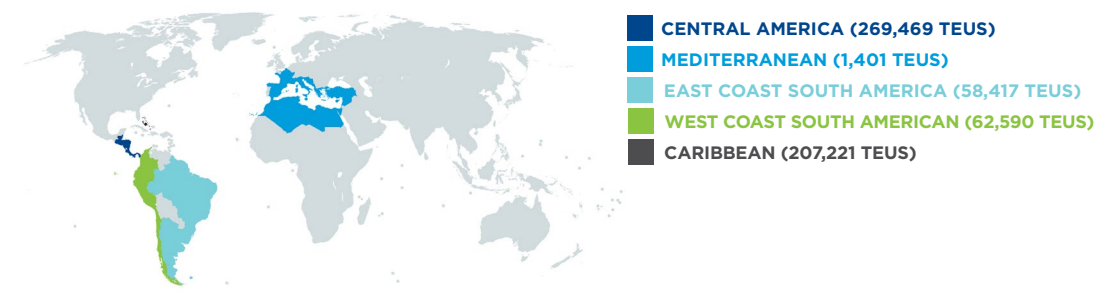 CENTRAL AMERICA (269,469 TEUS)
MEDITERRANEAN (1,401 TEUS)
EAST COAST SOUTH AMERICA (58,417 TEUS)
WEST COAST SOUTH AMERICAN (62,590 TEUS)
CARIBBEAN (207,221 TEUS)